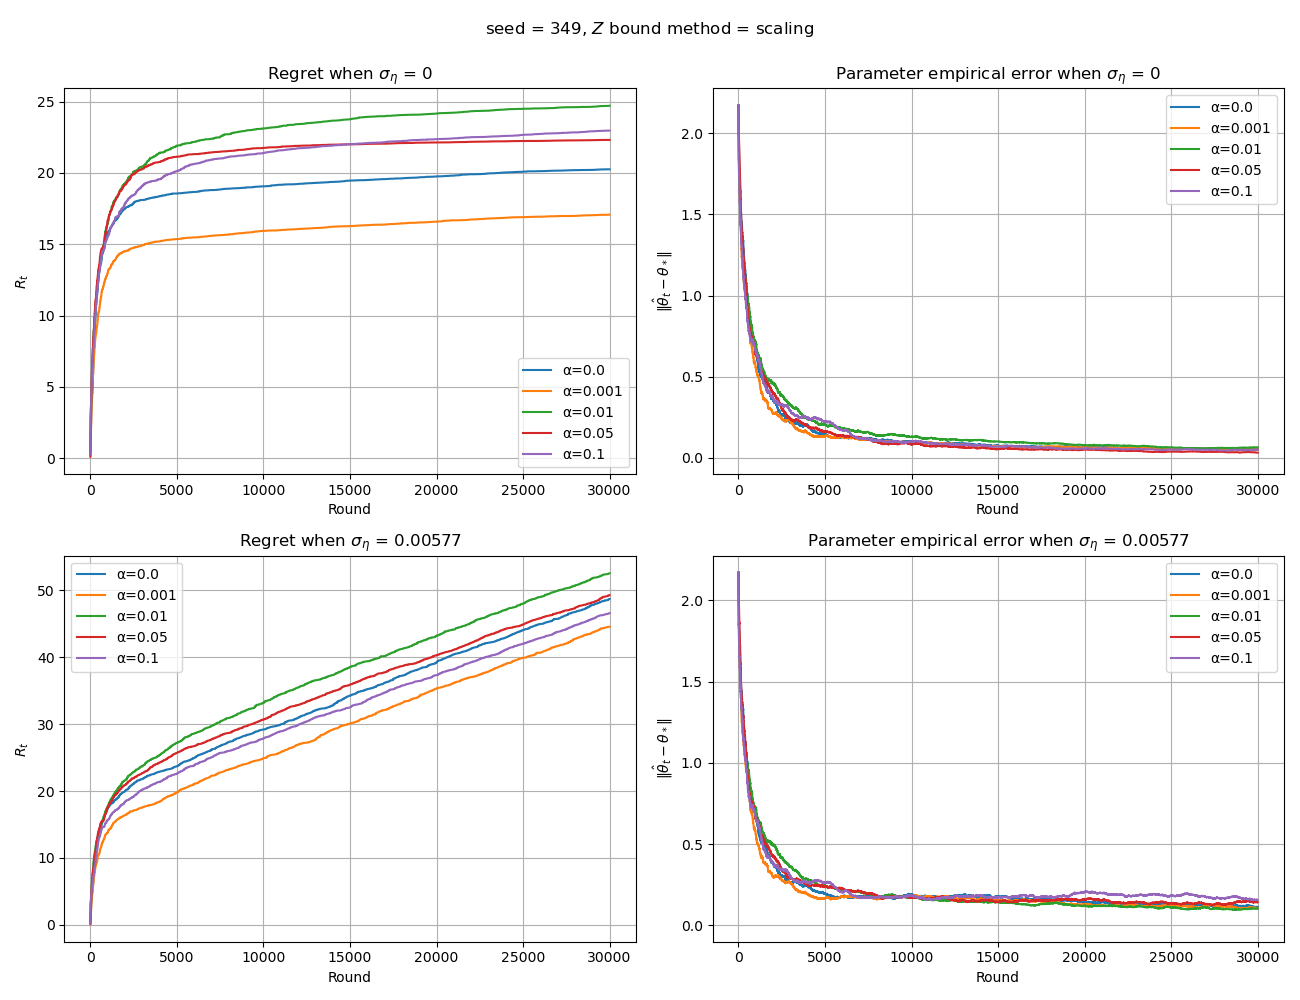 seed = 349, Z bound method = scaling
Regret when σ_η = 0
25
20
15
10
5
0
R_t
0 5000 10000 15000 20000 25000 30000
Round
α=0.0
α=0.001
α=0.01
α=0.05
α=0.1
Parameter empirical error when σ_η = 0
2.0
1.5
1.0
0.5
0.0
‖θ̂_t − θ_*‖
0 5000 10000 15000 20000 25000 30000
Round
α=0.0
α=0.001
α=0.01
α=0.05
α=0.1
Regret when σ_η = 0.00577
50
40
30
20
10
0
R_t
0 5000 10000 15000 20000 25000 30000
Round
α=0.0
α=0.001
α=0.01
α=0.05
α=0.1
Parameter empirical error when σ_η = 0.00577
2.0
1.5
1.0
0.5
0.0
‖θ̂_t − θ_*‖
0 5000 10000 15000 20000 25000 30000
Round
α=0.0
α=0.001
α=0.01
α=0.05
α=0.1